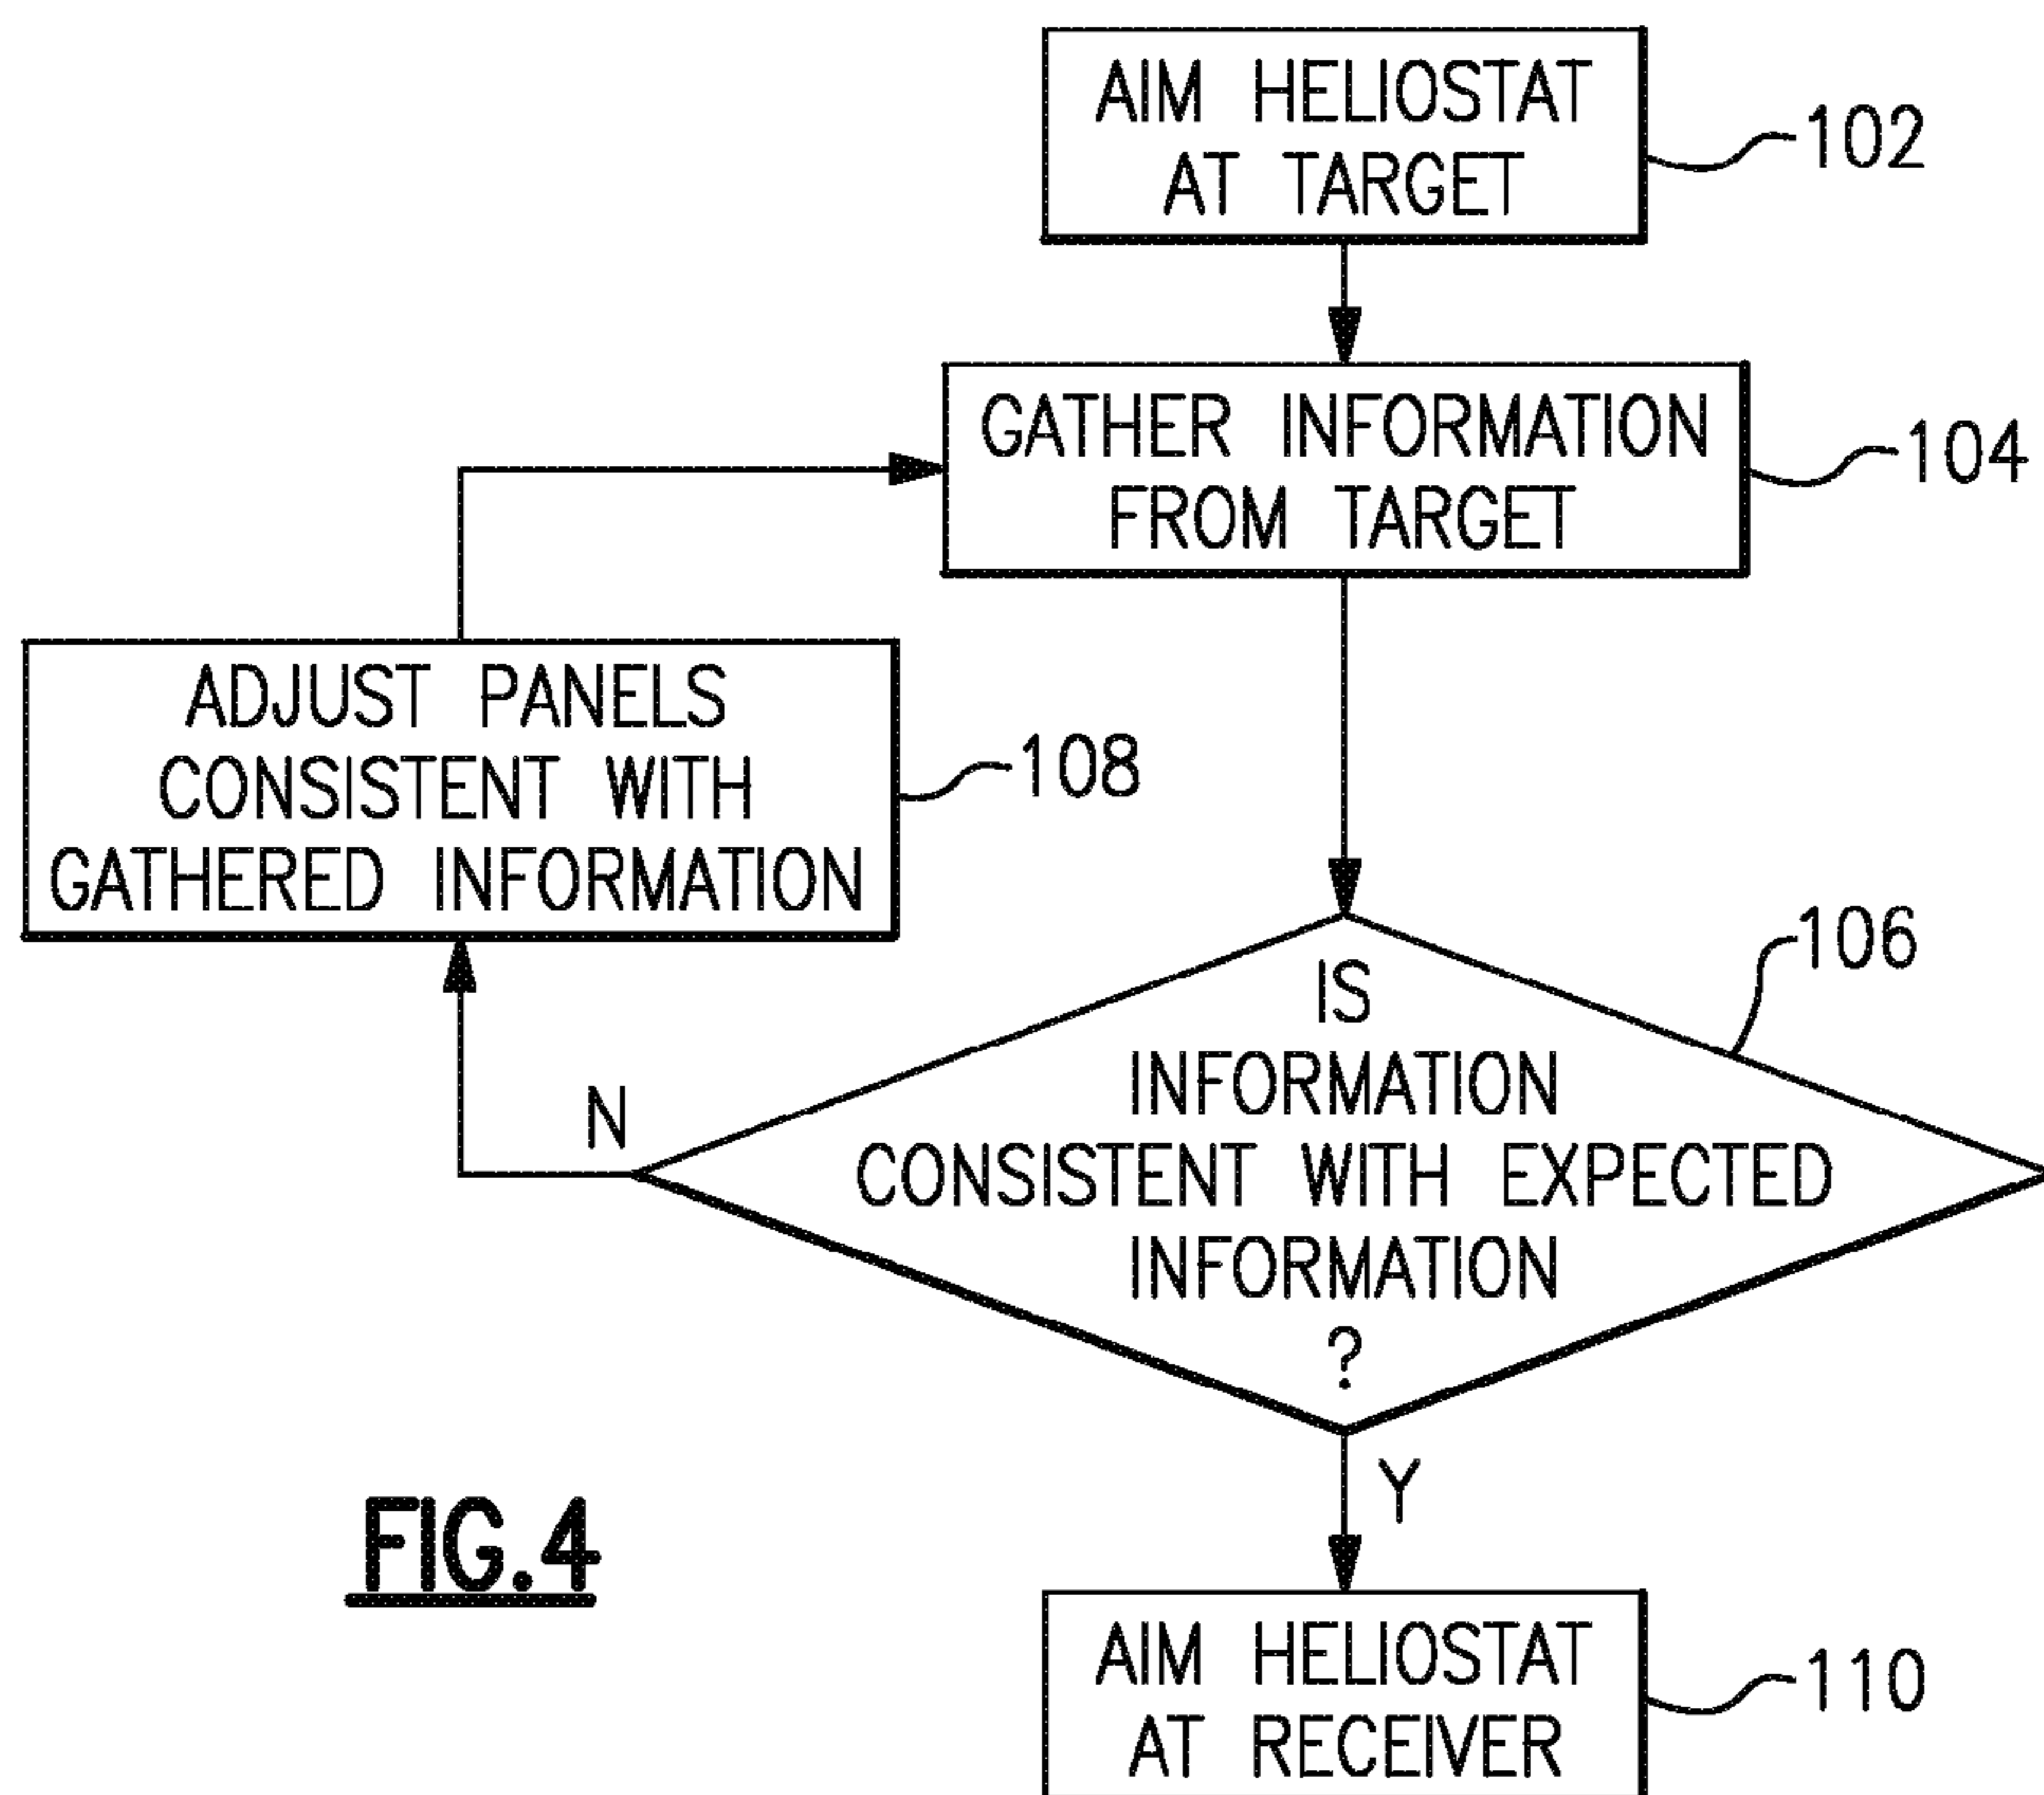 AIM HELIOSTAT
AT TARGET
102
GATHER INFORMATION
FROM TARGET
104
ADJUST PANELS
CONSISTENT WITH
GATHERED INFORMATION
108
IS
INFORMATION
CONSISTENT WITH EXPECTED
INFORMATION
?
106
N
Y
AIM HELIOSTAT
AT RECEIVER
110
FIG.4